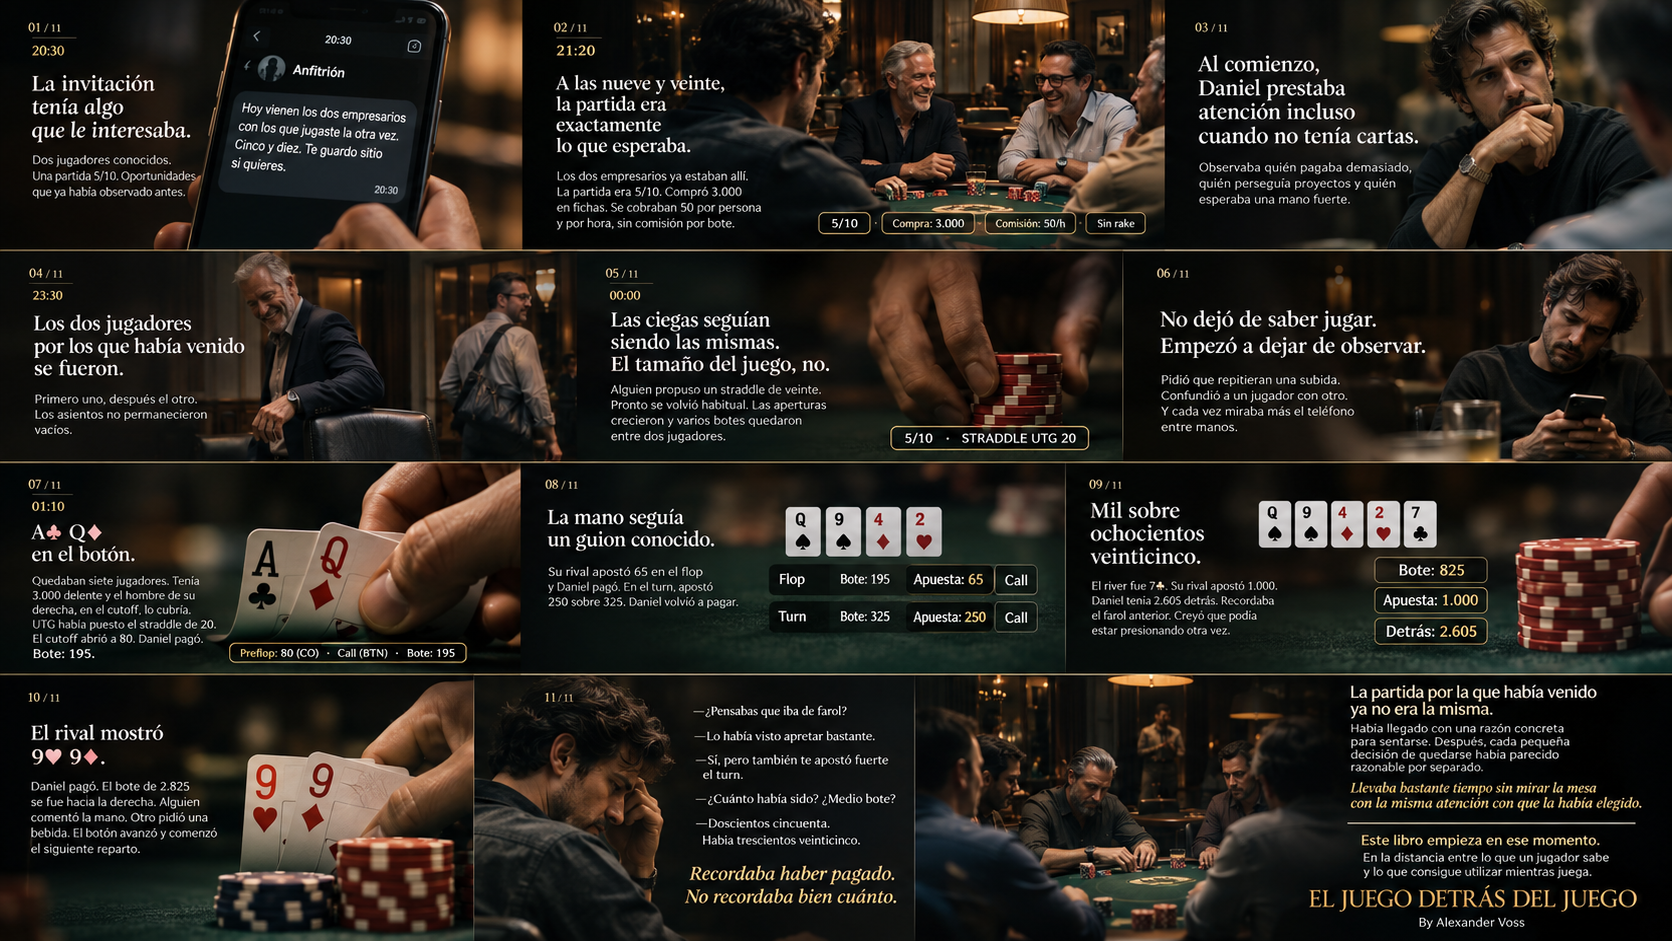 01 / 11
20:30
La invitación
tenía algo
que le interesaba.
Dos jugadores conocidos.
Una partida 5/10. Oportunidades
que ya había observado antes.
20:30
Anfitrión
Hoy vienen los dos empresarios
con los que jugaste la otra vez.
Cinco y diez. Te guardo sitio
si quieres.
20:30
02 / 11
21:20
A las nueve y veinte,
la partida era
exactamente
lo que esperaba.
Los dos empresarios ya estaban allí.
La partida era 5/10. Compró 3.000
en fichas. Se cobraban 50 por persona
y por hora, sin comisión por bote.
5/10 · Compra: 3.000 · Comisión: 50/h · Sin rake
03 / 11
Al comienzo,
Daniel prestaba
atención incluso
cuando no tenía cartas.
Observaba quién pagaba demasiado,
quién perseguía proyectos y quién
esperaba una mano fuerte.
04 / 11
23:30
Los dos jugadores
por los que había venido
se fueron.
Primero uno, después el otro.
Los asientos no permanecieron
vacíos.
05 / 11
00:00
Las ciegas seguían
siendo las mismas.
El tamaño del juego, no.
Alguien propuso un straddle de veinte.
Pronto se volvió habitual. Las aperturas
crecieron y varios botes quedaron
entre dos jugadores.
5/10 · STRADDLE UTG 20
06 / 11
No dejó de saber jugar.
Empezó a dejar de observar.
Pidió que repitieran una subida.
Confundió a un jugador con otro.
Y cada vez miraba más el teléfono
entre manos.
07 / 11
01:10
A♣ Q♦
en el botón.
Quedaban siete jugadores. Tenía
3.000 delente y el hombre de su
derecha, en el cutoff, lo cubría.
UTG había puesto el straddle de 20.
El cutoff abrió a 80. Daniel pagó.
Bote: 195.
A♣ Q♦
Preflop: 80 (CO) · Call (BTN) · Bote: 195
08 / 11
La mano seguía
un guion conocido.
Su rival apostó 65 en el flop
y Daniel pagó. En el turn, apostó
250 sobre 325. Daniel volvió a pagar.
Q♠ 9♠ 4♦ 2♥
Flop Bote: 195 Apuesta: 65 Call
Turn Bote: 325 Apuesta: 250 Call
09 / 11
Mil sobre
ochocientos
veinticinco.
El river fue 7♣. Su rival apostó 1.000.
Daniel tenia 2.605 detrás. Recordaba
el farol anterior. Creyó que podía
estar presionando otra vez.
Q♠ 9♠ 4♦ 2♥ 7♣
Bote: 825
Apuesta: 1.000
Detrás: 2.605
10 / 11
El rival mostró
9♥ 9♦.
Daniel pagó. El bote de 2.825
se fue hacia la derecha. Alguien
comentó la mano. Otro pidió una
bebida. El botón avanzó y comenzó
el siguiente reparto.
9♥ 9♦
11 / 11
—¿Pensabas que iba de farol?
—Lo había visto apretar bastante.
—Sí, pero también te apostó fuerte
el turn.
—¿Cuánto había sido? ¿Medio bote?
—Doscientos cincuenta.
Habia trescientos veinticinco.
Recordaba haber pagado.
No recordaba bien cuánto.
La partida por la que había venido
ya no era la misma.
Había llegado con una razón concreta
para sentarse. Después, cada pequeña
decisión de quedarse había parecido
razonable por separado.
Llevaba bastante tiempo sin mirar la mesa
con la misma atención con que la había elegido.
Este libro empieza en ese momento.
En la distancia entre lo que un jugador sabe
y lo que consigue utilizar mientras juega.
EL JUEGO DETRÁS DEL JUEGO
By Alexander Voss